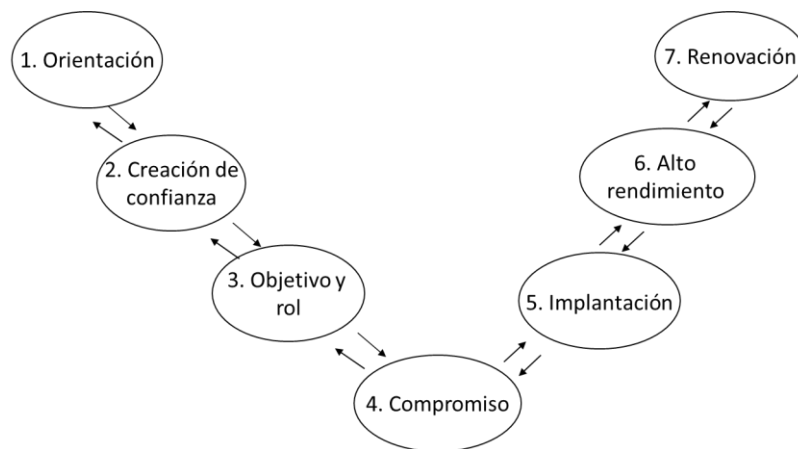 1. Orientación
2. Creación de
confianza
3. Objetivo y
rol
4. Compromiso
5. Implantación
6. Alto
rendimiento
7. Renovación